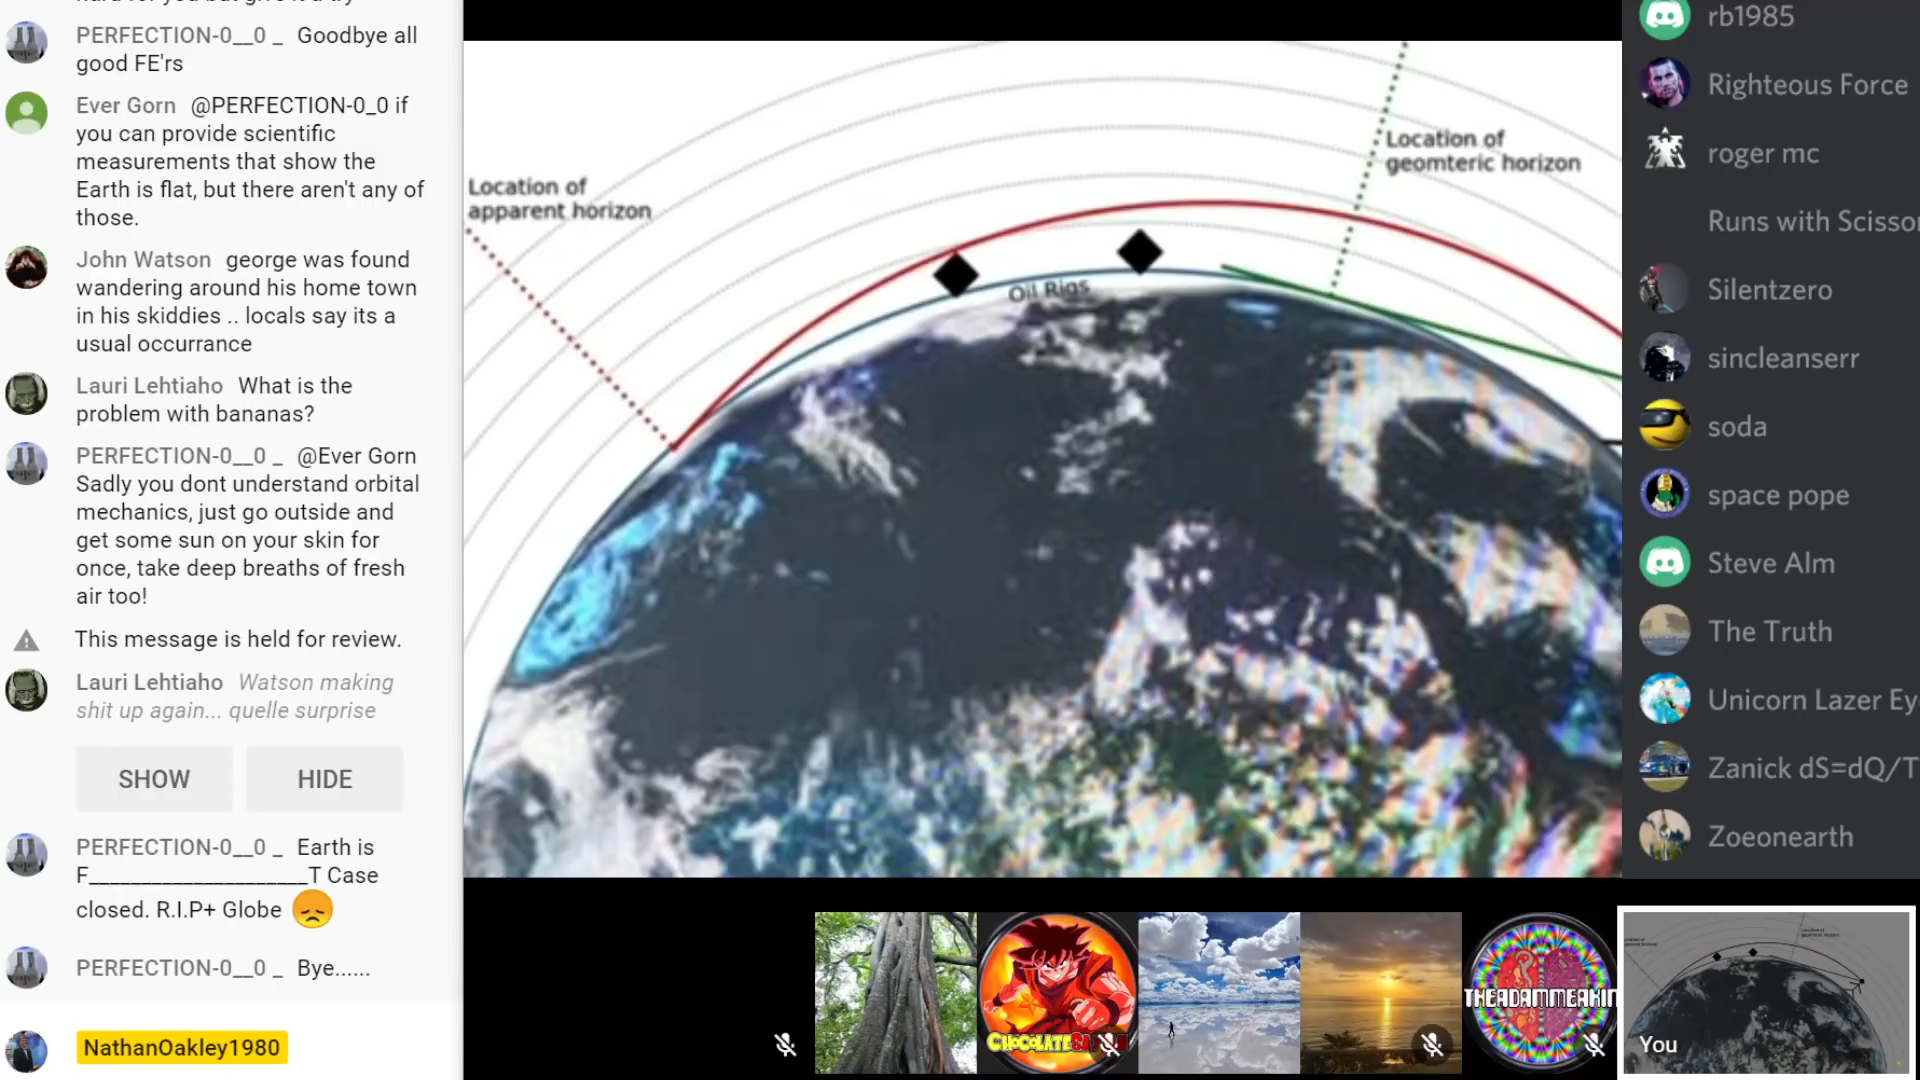 PERFECTION-0__0 _ Goodbye all
good FE'rs
Ever Gorn @PERFECTION-0_0 if
you can provide scientific
measurements that show the
Earth is flat, but there aren't any of
those.
John Watson george was found
wandering around his home town
in his skiddies .. locals say its a
usual occurrance
Lauri Lehtiaho What is the
problem with bananas?
PERFECTION-0__0 _ @Ever Gorn
Sadly you dont understand orbital
mechanics, just go outside and
get some sun on your skin for
once, take deep breaths of fresh
air too!
This message is held for review.
Lauri Lehtiaho Watson making
shit up again... quelle surprise
SHOW
HIDE
PERFECTION-0__0 _ Earth is
F____________________T Case
closed. R.I.P+ Globe
PERFECTION-0__0 _ Bye......
NathanOakley1980
Location of
apparent horizon
Oil Rigs
Location of
geomteric horizon
rb1985
Righteous Force
roger mc
Runs with Scissor
Silentzero
sincleanserr
soda
space pope
Steve Alm
The Truth
Unicorn Lazer Ey
Zanick dS=dQ/T
Zoeonearth
THEADAMMEAKIN
You